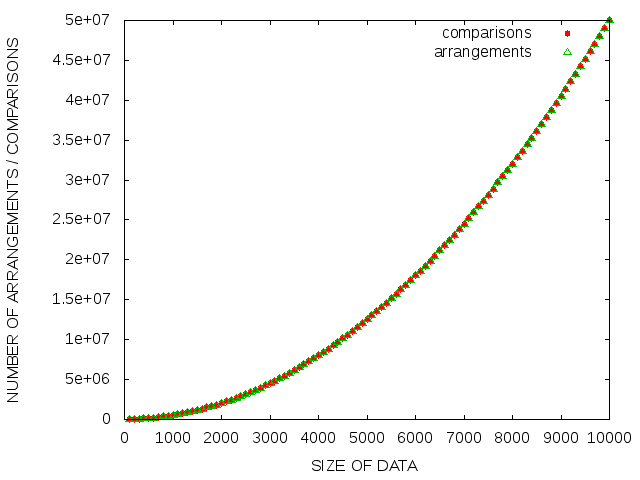 5e+07
4.5e+07
4e+07
3.5e+07
3e+07
2.5e+07
2e+07
1.5e+07
1e+07
5e+06
0
NUMBER OF ARRANGEMENTS / COMPARISONS
comparisons
arrangements
0 1000 2000 3000 4000 5000 6000 7000 8000 9000 10000
SIZE OF DATA